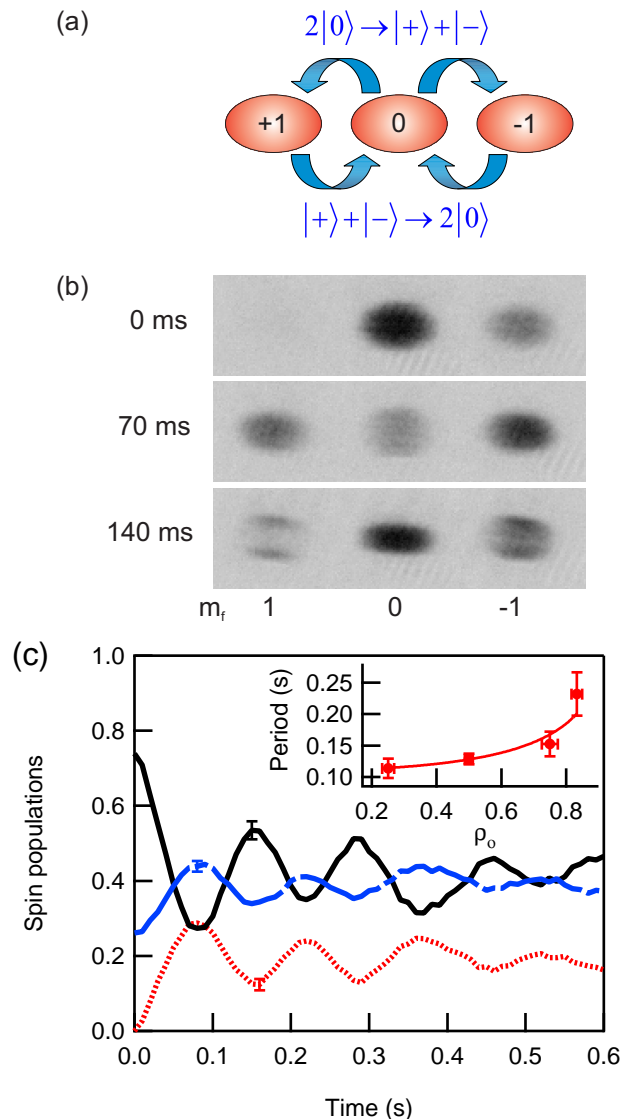 (a)
2|0⟩→|+⟩+|−⟩
+1 0 -1
|+⟩+|−⟩→2|0⟩
(b)
0 ms
70 ms
140 ms
m_f 1 0 -1
(c)
1.0
0.8
0.6
0.4
0.2
0.0
Spin populations
0.0 0.1 0.2 0.3 0.4 0.5 0.6
Time (s)
Period (s)
0.25
0.20
0.15
0.10
0.2 0.4 0.6 0.8
ρ₀